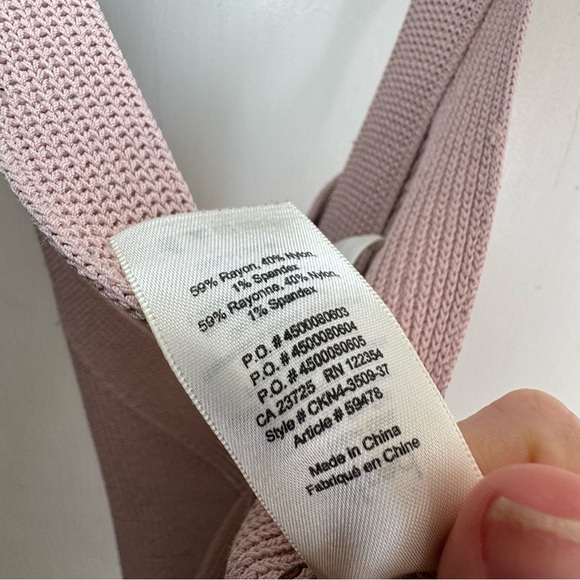 59% Rayon, 40% Nylon,
1% Spandex
59% Rayonne, 40% Nylon,
1% Spandex
P.O. # 4500080603
P.O. # 4500080604
P.O. # 4500080605
CA 23725 RN 122354
Style # CKN4-3509-37
Article # 59478
Made in China
Fabriqué en Chine